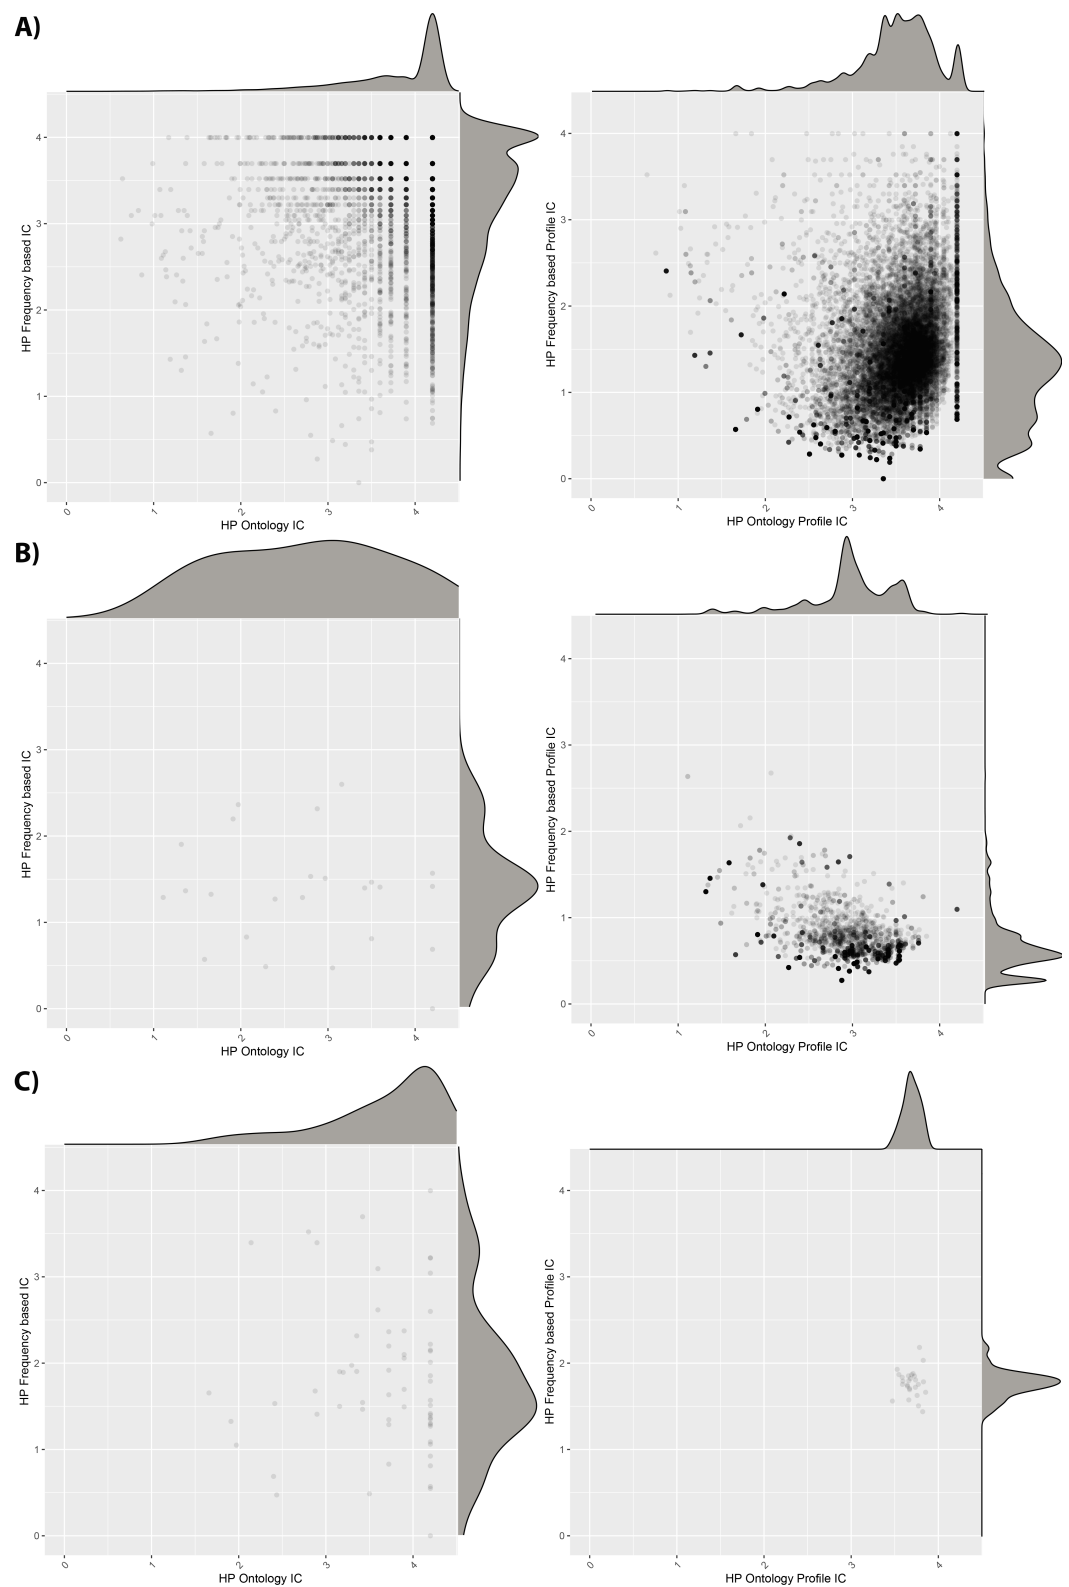 A)
HP Frequency based IC
4
3
2
1
0
0 1 2 3 4
HP Ontology IC
HP Frequency based Profile IC
4
3
2
1
0
0 1 2 3 4
HP Ontology Profile IC
B)
HP Frequency based IC
4
3
2
1
0
0 1 2 3 4
HP Ontology IC
HP Frequency based Profile IC
4
3
2
1
0
0 1 2 3 4
HP Ontology Profile IC
C)
HP Frequency based IC
4
3
2
1
0
0 1 2 3 4
HP Ontology IC
HP Frequency based Profile IC
4
3
2
1
0
0 1 2 3 4
HP Ontology Profile IC